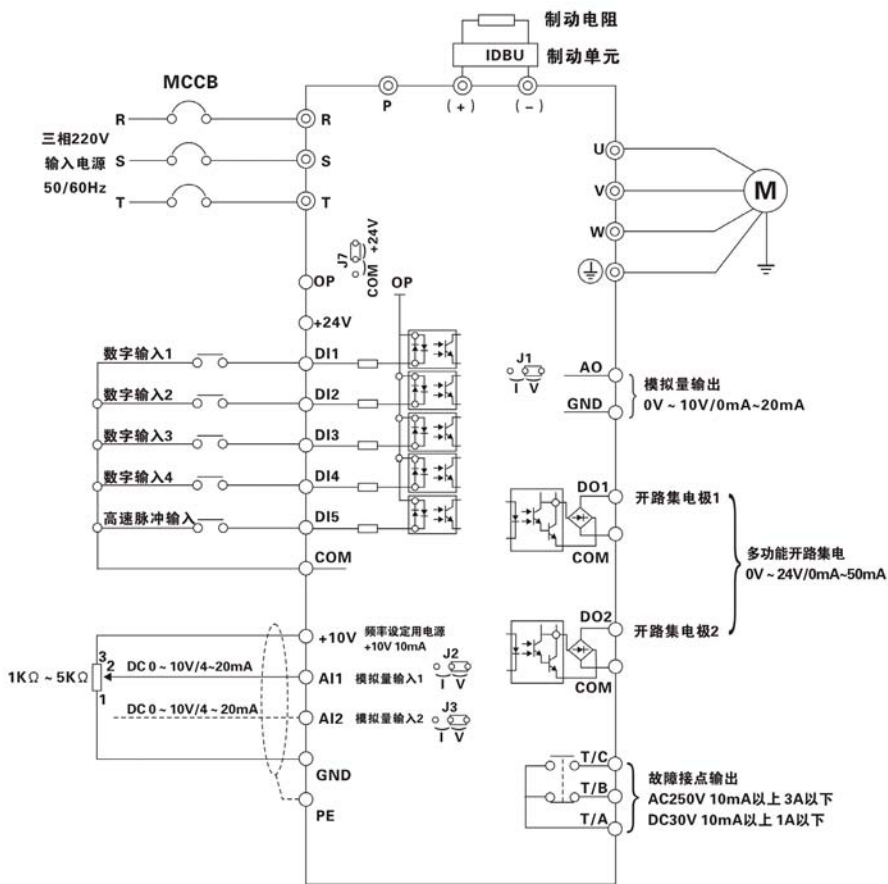 制动电阻
IDBU 制动单元
MCCB
P (+) (-)
R R
三相220V
输入电源 S S
50/60Hz
T T
U
V
W
M
J7
+24V
COM
OP
OP
+24V
数字输入1 DI1
数字输入2 DI2
数字输入3 DI3
数字输入4 DI4
高速脉冲输入 DI5
COM
J1
I V
AO
GND
模拟量输出
0V ~ 10V/0mA~20mA
DO1 开路集电极1
COM
多功能开路集电
0V ~ 24V/0mA~50mA
DO2 开路集电极2
COM
+10V 频率设定用电源
+10V 10mA
1KΩ ~ 5KΩ
3
2
1
DC 0 ~ 10V/4~20mA AI1 模拟量输入1
J2
I V
DC 0 ~ 10V/4 ~ 20mA AI2 模拟量输入2
J3
I V
GND
PE
T/C
T/B
T/A
故障接点输出
AC250V 10mA以上 3A以下
DC30V 10mA以上 1A以下